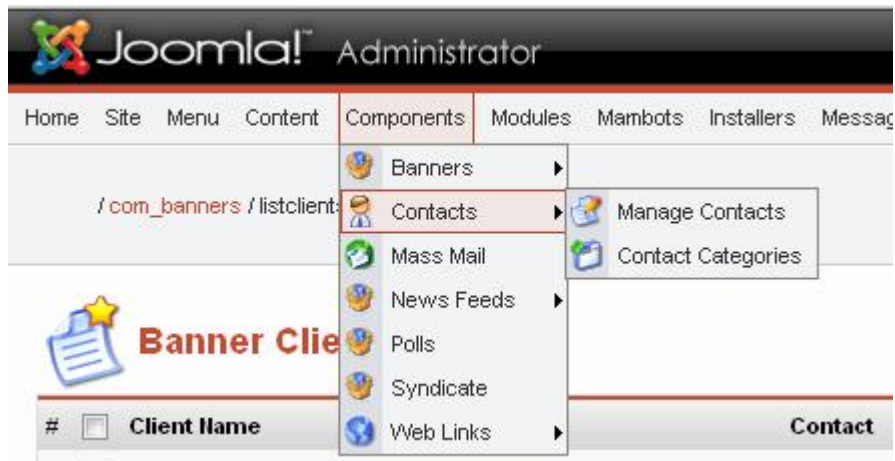 Joomla!™ Administrator
Home Site Menu Content Components Modules Mambots Installers Messag
Banners
/ com_banners / listclient
Contacts
Manage Contacts
Mass Mail
Contact Categories
News Feeds
Banner Clie
Polls
Syndicate
# Client Name
Web Links
Contact